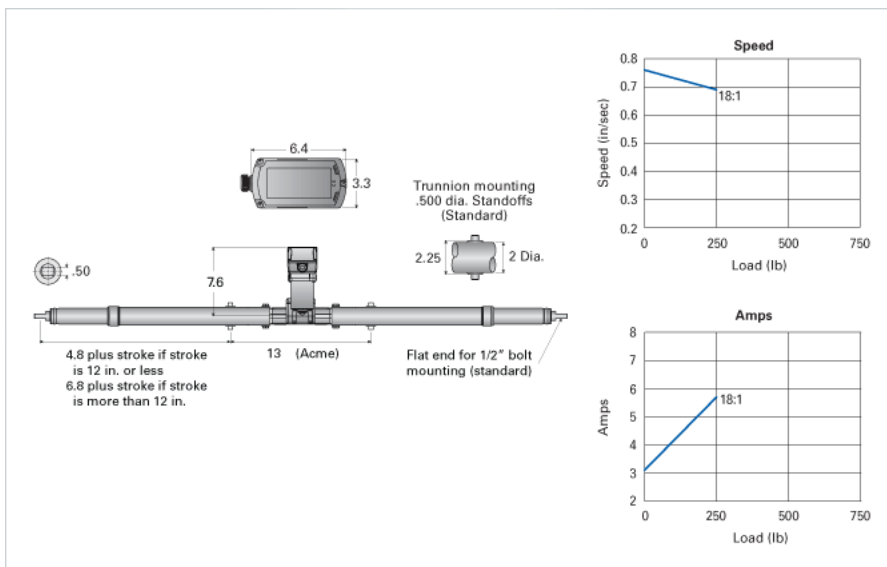 6.4
3.3
Trunnion mounting
.500 dia. Standoffs
(Standard)
2.25
2 Dia.
.50
7.6
4.8 plus stroke if stroke
is 12 in. or less
6.8 plus stroke if stroke
is more than 12 in.
13 (Acme)
Flat end for 1/2" bolt
mounting (standard)
Speed
Speed (in/sec)
0.8
0.7
0.6
0.5
0.4
0.3
0.2
18:1
0 250 500 750
Load (lb)
Amps
Amps
8
7
6
5
4
3
2
18:1
0 250 500 750
Load (lb)